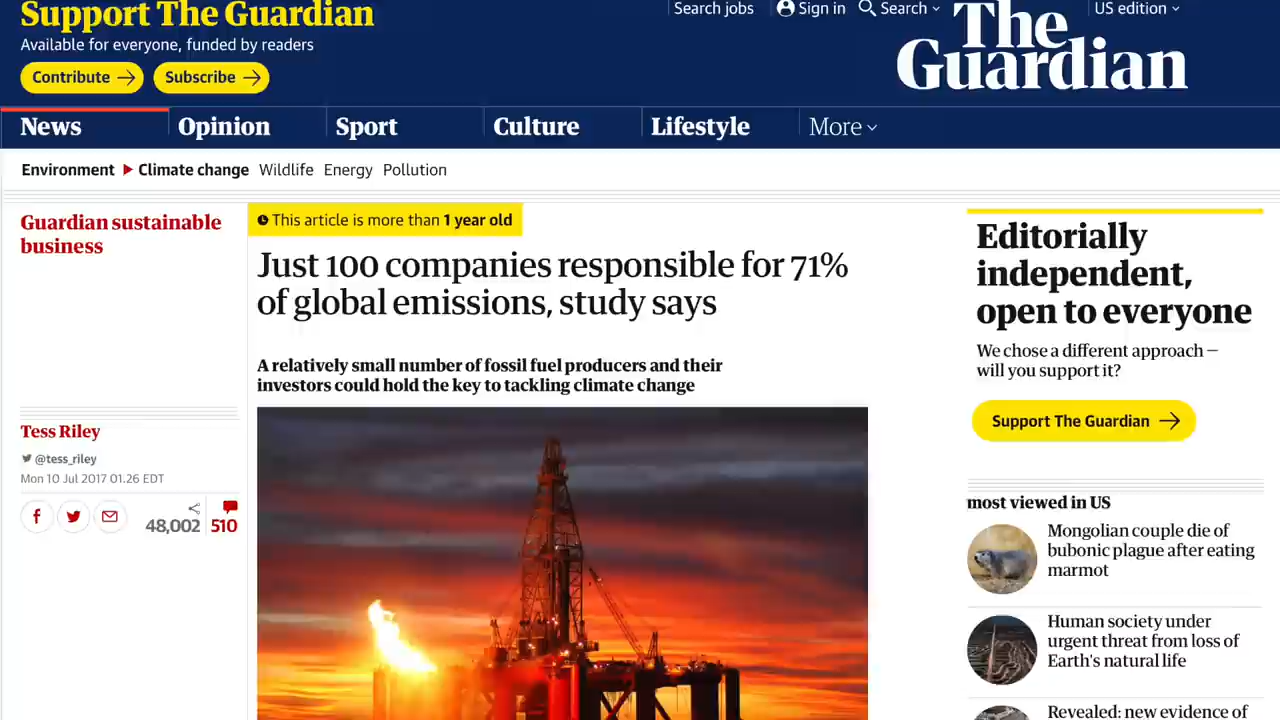 Support The Guardian
Available for everyone, funded by readers
Contribute
Subscribe
Search jobs
Sign in
Search
US edition
The
Guardian
News
Opinion
Sport
Culture
Lifestyle
More
Environment
Climate change
Wildlife
Energy
Pollution
Guardian sustainable
business
This article is more than 1 year old
Just 100 companies responsible for 71%
of global emissions, study says
A relatively small number of fossil fuel producers and their
investors could hold the key to tackling climate change
Tess Riley
@tess_riley
Mon 10 Jul 2017 01.26 EDT
48,002
510
Editorially
independent,
open to everyone
We chose a different approach —
will you support it?
Support The Guardian
most viewed in US
Mongolian couple die of
bubonic plague after eating
marmot
Human society under
urgent threat from loss of
Earth's natural life
Revealed: new evidence of